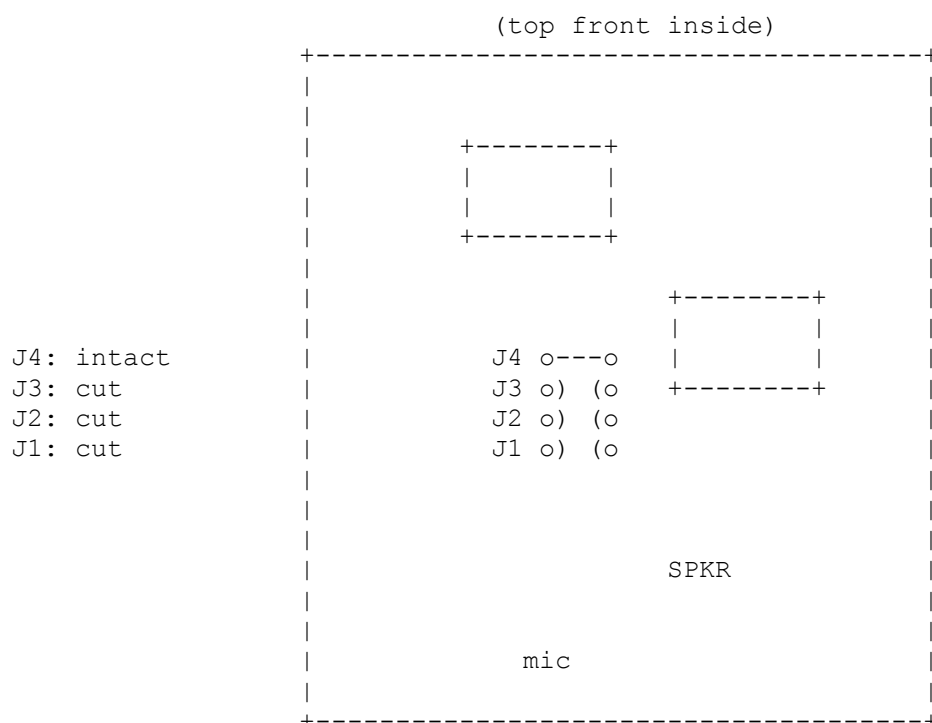 (top front inside)
J4: intact
J3: cut
J2: cut
J1: cut
J4 o---o
J3 o) (o
J2 o) (o
J1 o) (o
SPKR
mic